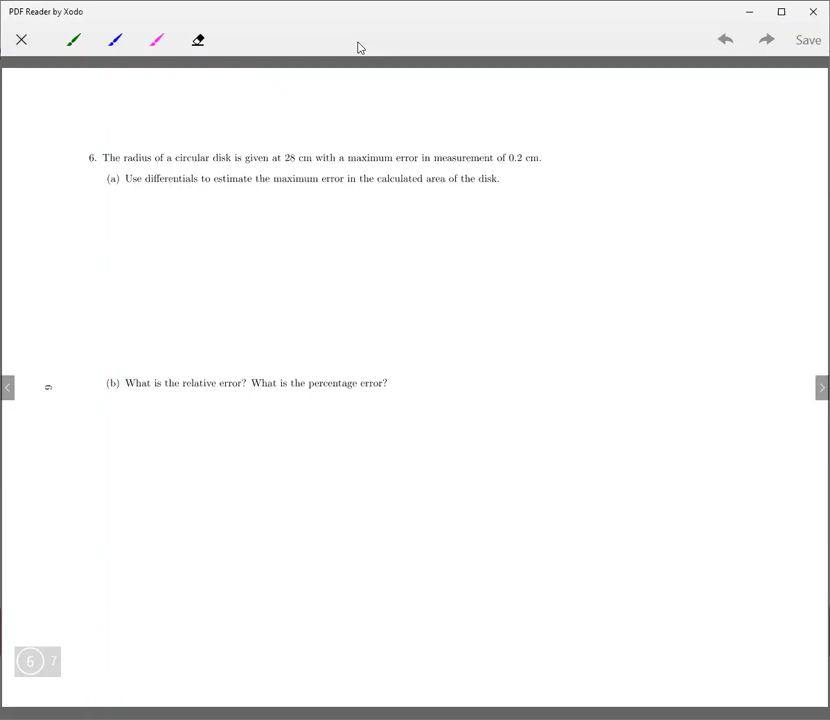 PDF Reader by Xodo
Save
6. The radius of a circular disk is given at 28 cm with a maximum error in measurement of 0.2 cm.
(a) Use differentials to estimate the maximum error in the calculated area of the disk.
6
(b) What is the relative error? What is the percentage error?
6 7